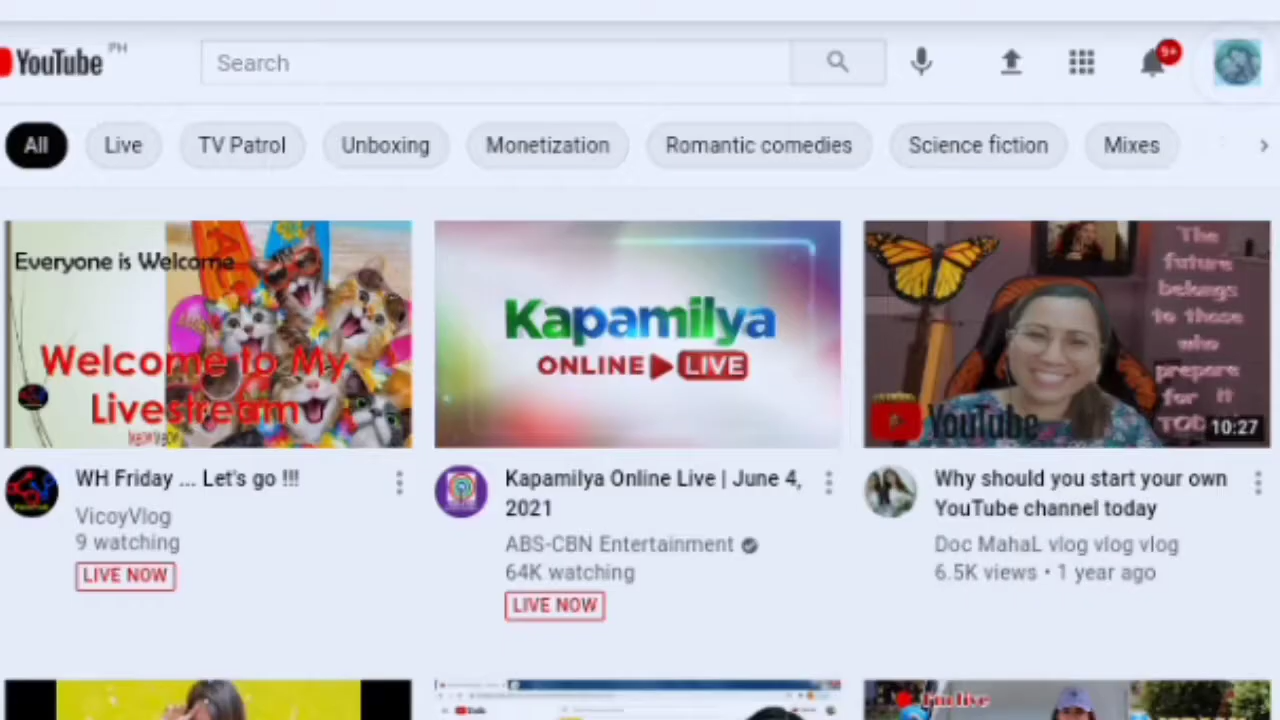 YouTube PH
Search
9+
All
Live
TV Patrol
Unboxing
Monetization
Romantic comedies
Science fiction
Mixes
Everyone is Welcome
Welcome to My
Livestream
Kapamilya
ONLINE LIVE
The
future
belongs
to those
who
prepare
for it
TOD
YouTube
10:27
WH Friday ... Let's go !!!
VicoyVlog
9 watching
LIVE NOW
Kapamilya Online Live | June 4,
2021
ABS-CBN Entertainment
64K watching
LIVE NOW
Why should you start your own
YouTube channel today
Doc MahaL vlog vlog vlog
6.5K views • 1 year ago
I'm live